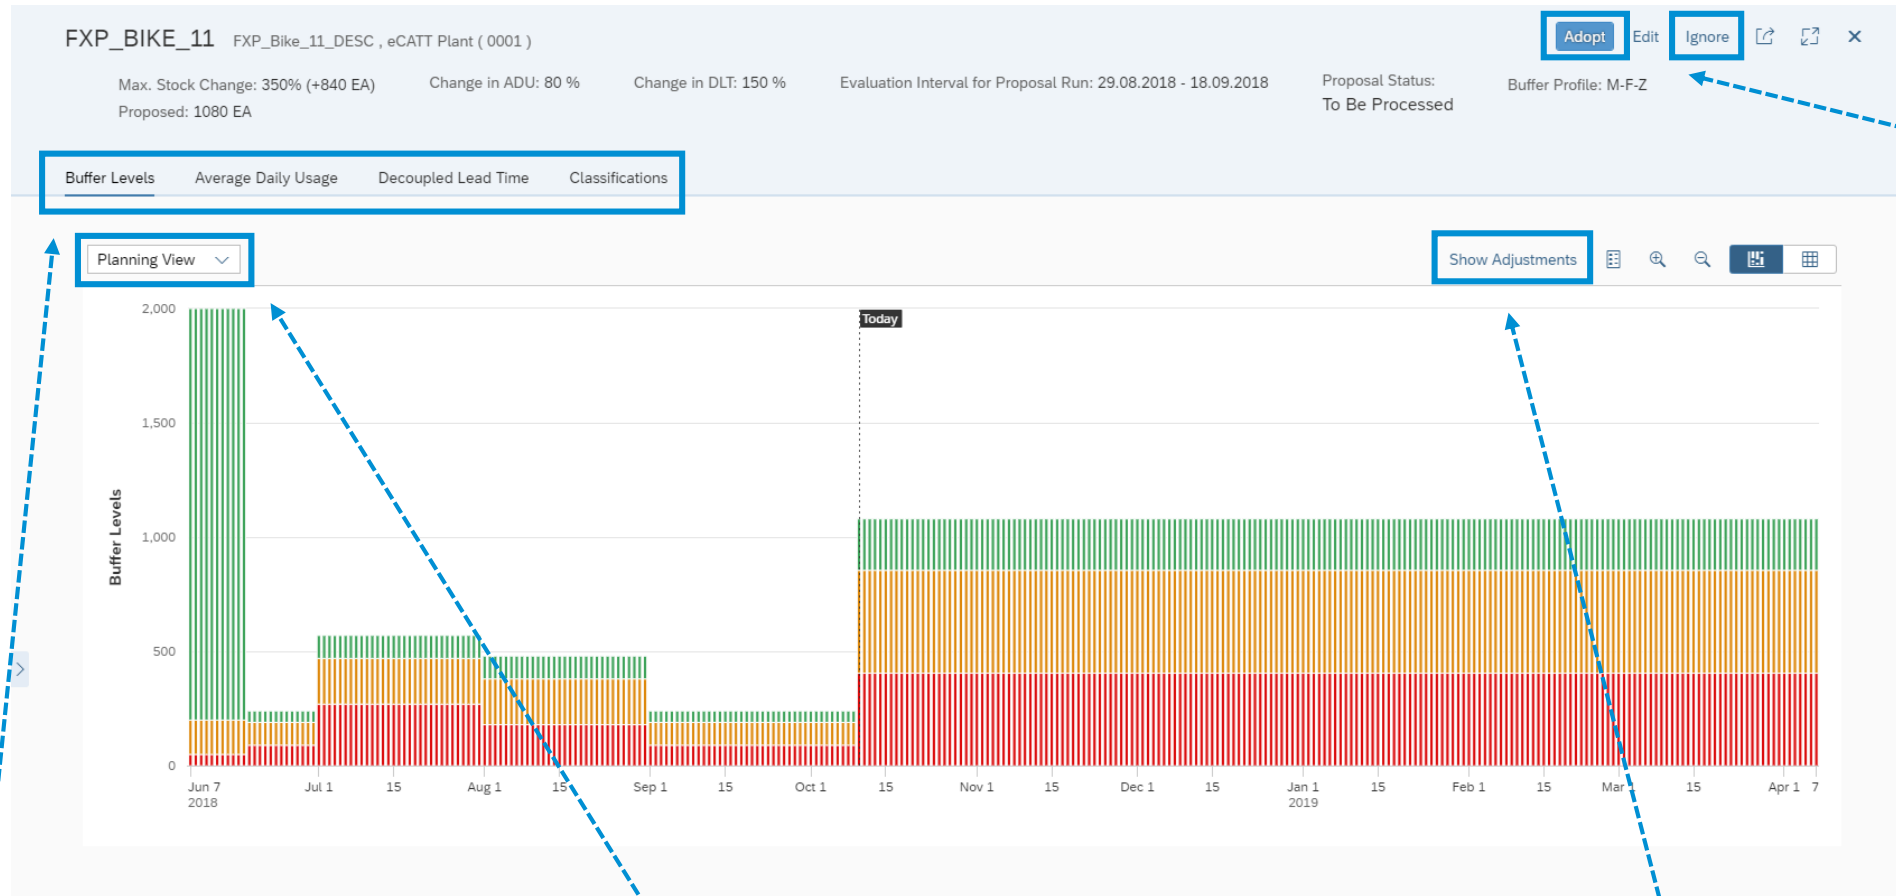 FXP_BIKE_11 FXP_Bike_11_DESC , eCATT Plant ( 0001 )
Adopt Edit Ignore
Max. Stock Change: 350% (+840 EA) Change in ADU: 80 % Change in DLT: 150 % Evaluation Interval for Proposal Run: 29.08.2018 - 18.09.2018 Proposal Status: Buffer Profile: M-F-Z
Proposed: 1080 EA To Be Processed
Buffer Levels Average Daily Usage Decoupled Lead Time Classifications
Planning View Show Adjustments
Today
Buffer Levels
2,000
1,500
1,000
500
0
Jun 7 Jul 1 15 Aug 1 15 Sep 1 15 Oct 1 15 Nov 1 15 Dec 1 15 Jan 1 15 Feb 1 15 Mar 1 15 Apr 1 7
2018 2019